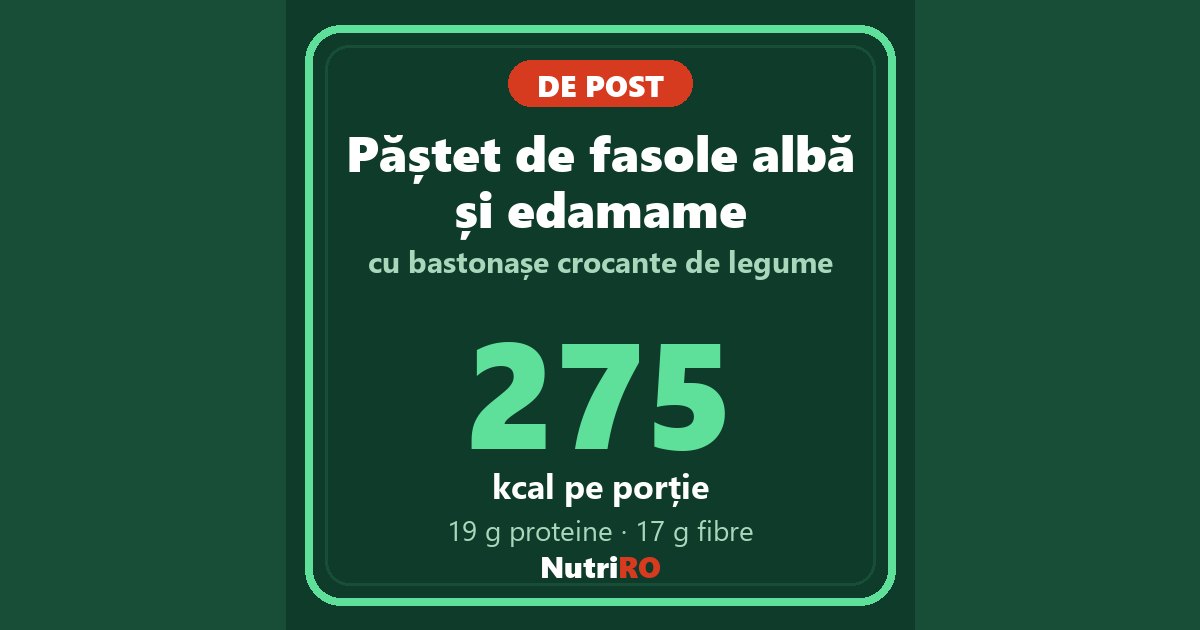 DE POST
Păștet de fasole albă
și edamame
cu bastonașe crocante de legume
275
kcal pe porție
19 g proteine · 17 g fibre
NutriRO